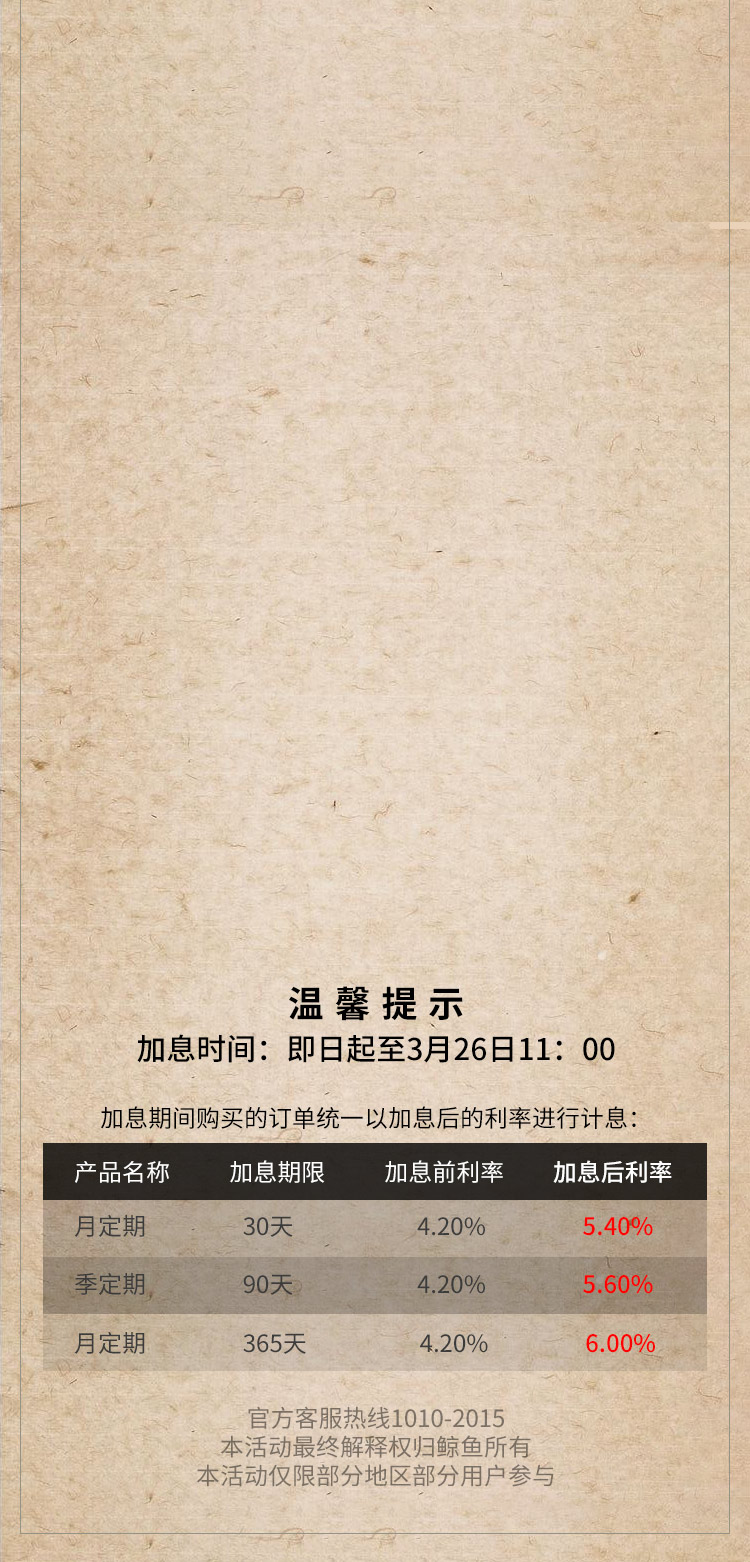 温馨提示
加息时间：即日起至3月26日11：00
加息期间购买的订单统一以加息后的利率进行计息：
产品名称 加息期限 加息前利率 加息后利率
月定期 30天 4.20% 5.40%
季定期 90天 4.20% 5.60%
月定期 365天 4.20% 6.00%
官方客服热线1010-2015
本活动最终解释权归鲸鱼所有
本活动仅限部分地区部分用户参与